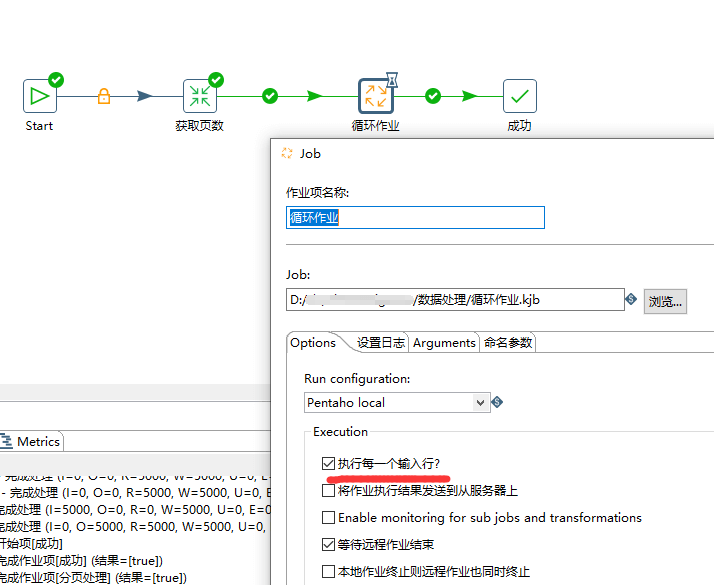 Start
获取页数
循环作业
成功
Job
作业项名称:
循环作业
Job:
D:/ /数据处理/循环作业.kjb
浏览...
Options
设置日志
Arguments
命名参数
Run configuration:
Pentaho local
Execution
执行每一个输入行?
将作业执行结果发送到从服务器上
Enable monitoring for sub jobs and transformations
等待远程作业结束
本地作业终止则远程作业也同时终止
Metrics
- 完成处理 (I=0, O=0, R=5000, W=5000, U=0, E
- 完成处理 (I=0, O=0, R=5000, W=5000, U=0, E
完成处理 (I=5000, O=0, R=0, W=5000, U=0, E=0
完成处理 (I=0, O=5000, R=5000, W=5000, U=0,
开始项[成功]
完成作业项[成功] (结果=[true])
完成作业项[分页处理] (结果=[true])